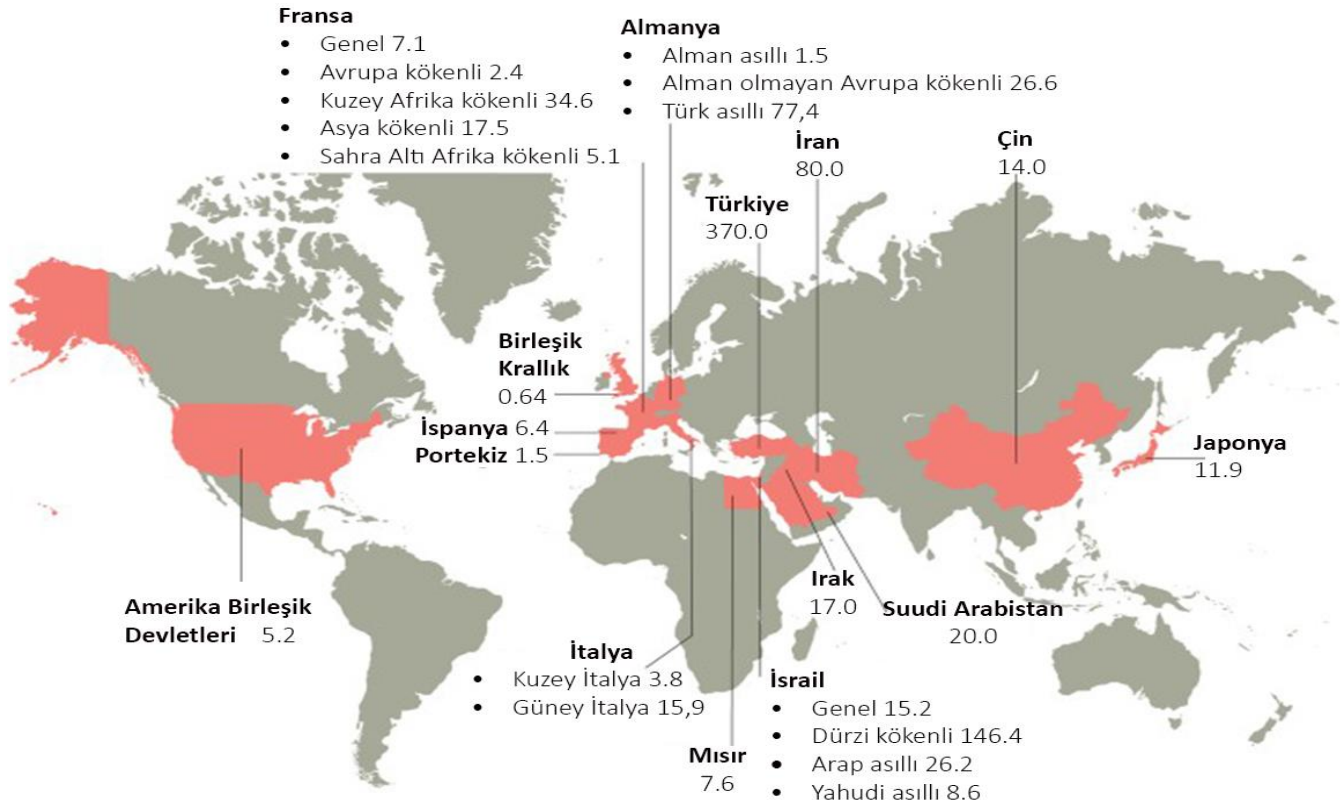 Fransa
• Genel 7.1
• Avrupa kökenli 2.4
• Kuzey Afrika kökenli 34.6
• Asya kökenli 17.5
• Sahra Altı Afrika kökenli 5.1
Almanya
• Alman asıllı 1.5
• Alman olmayan Avrupa kökenli 26.6
• Türk asıllı 77,4
İran
80.0
Çin
14.0
Türkiye
370.0
Birleşik
Krallık
0.64
İspanya 6.4
Portekiz 1.5
Japonya
11.9
Amerika Birleşik
Devletleri 5.2
Irak
17.0
Suudi Arabistan
20.0
İtalya
• Kuzey İtalya 3.8
• Güney İtalya 15,9
Mısır
7.6
İsrail
• Genel 15.2
• Dürzi kökenli 146.4
• Arap asıllı 26.2
• Yahudi asıllı 8.6